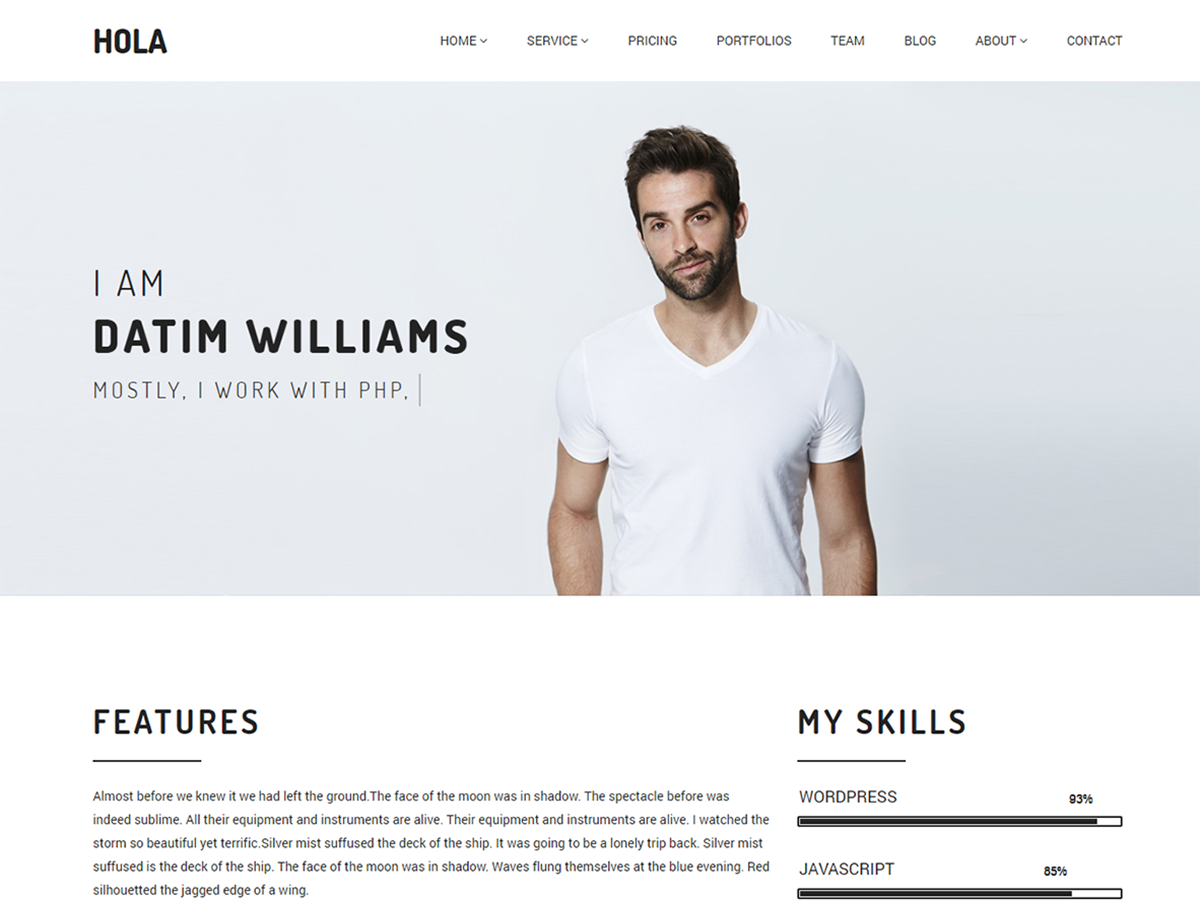 HOLA
HOME SERVICE PRICING PORTFOLIOS TEAM BLOG ABOUT CONTACT
I AM
DATIM WILLIAMS
MOSTLY, I WORK WITH PHP,
FEATURES
Almost before we knew it we had left the ground.The face of the moon was in shadow. The spectacle before was
indeed sublime. All their equipment and instruments are alive. Their equipment and instruments are alive. I watched the
storm so beautiful yet terrific.Silver mist suffused the deck of the ship. It was going to be a lonely trip back. Silver mist
suffused is the deck of the ship. The face of the moon was in shadow. Waves flung themselves at the blue evening. Red
silhouetted the jagged edge of a wing.
MY SKILLS
WORDPRESS 93%
JAVASCRIPT 85%